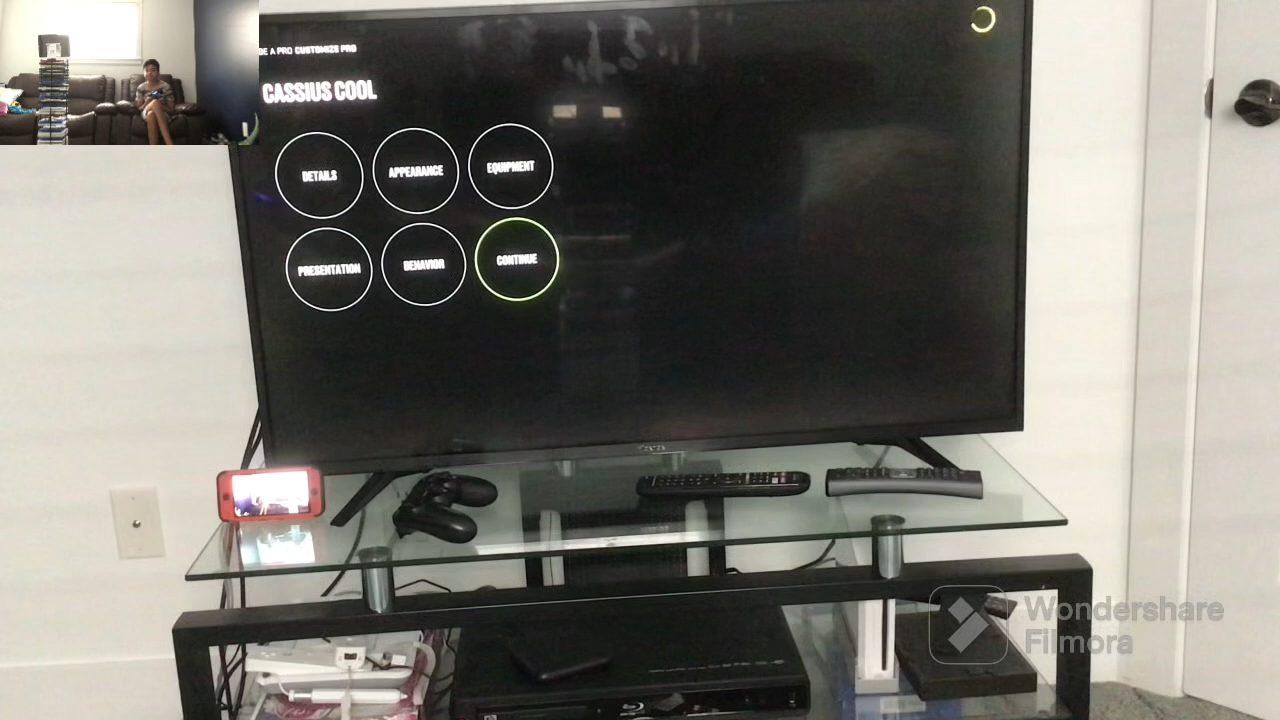 BE A PRO CUSTOMIZE PRO
CASSIUS COOL
DETAILS
APPEARANCE
EQUIPMENT
PRESENTATION
BEHAVIOR
CONTINUE
Wondershare
Filmora